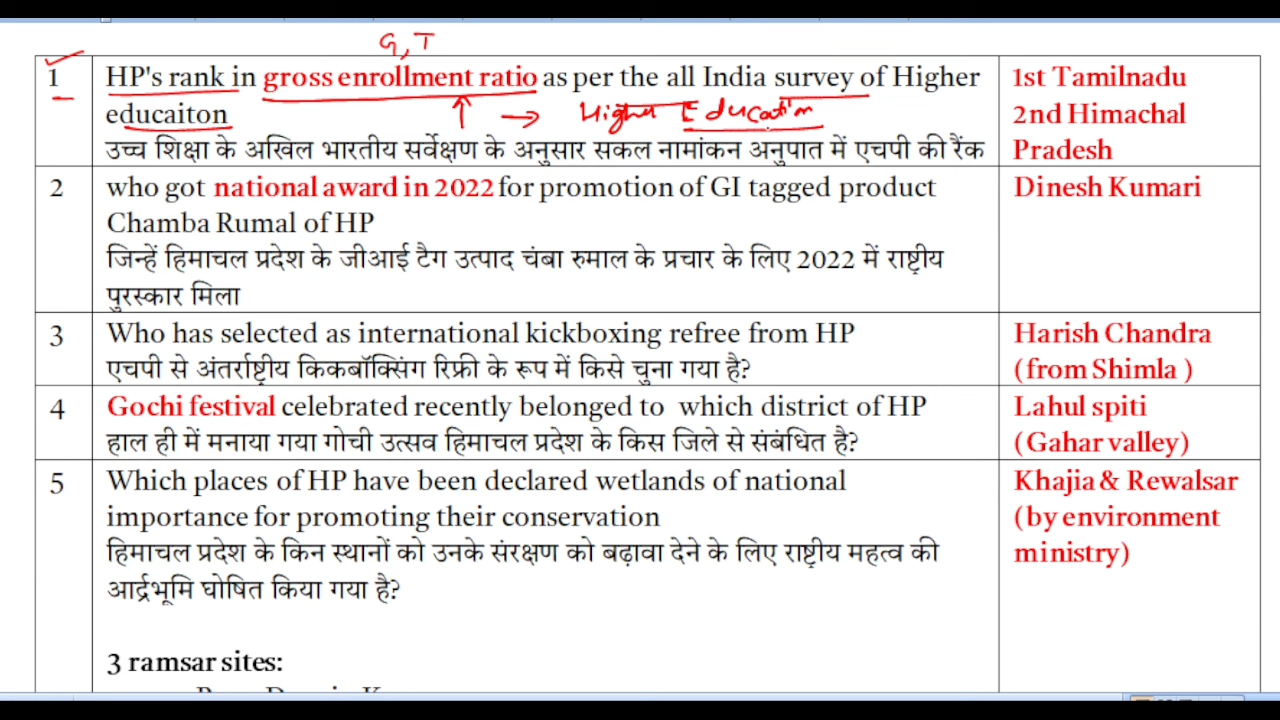 G, T
1
HP's rank in gross enrollment ratio as per the all India survey of Higher
educaiton
→ Higher Education
उच्च शिक्षा के अखिल भारतीय सर्वेक्षण के अनुसार सकल नामांकन अनुपात में एचपी की रैंक
1st Tamilnadu
2nd Himachal
Pradesh
2
who got national award in 2022 for promotion of GI tagged product
Chamba Rumal of HP
जिन्हें हिमाचल प्रदेश के जीआई टैग उत्पाद चंबा रुमाल के प्रचार के लिए 2022 में राष्ट्रीय
पुरस्कार मिला
Dinesh Kumari
3
Who has selected as international kickboxing refree from HP
एचपी से अंतर्राष्ट्रीय किकबॉक्सिंग रिफ्री के रूप में किसे चुना गया है?
Harish Chandra
(from Shimla )
4
Gochi festival celebrated recently belonged to which district of HP
हाल ही में मनाया गया गोची उत्सव हिमाचल प्रदेश के किस जिले से संबंधित है?
Lahul spiti
(Gahar valley)
5
Which places of HP have been declared wetlands of national
importance for promoting their conservation
हिमाचल प्रदेश के किन स्थानों को उनके संरक्षण को बढ़ावा देने के लिए राष्ट्रीय महत्व की
आर्द्रभूमि घोषित किया गया है?
3 ramsar sites:
Khajia & Rewalsar
(by environment
ministry)